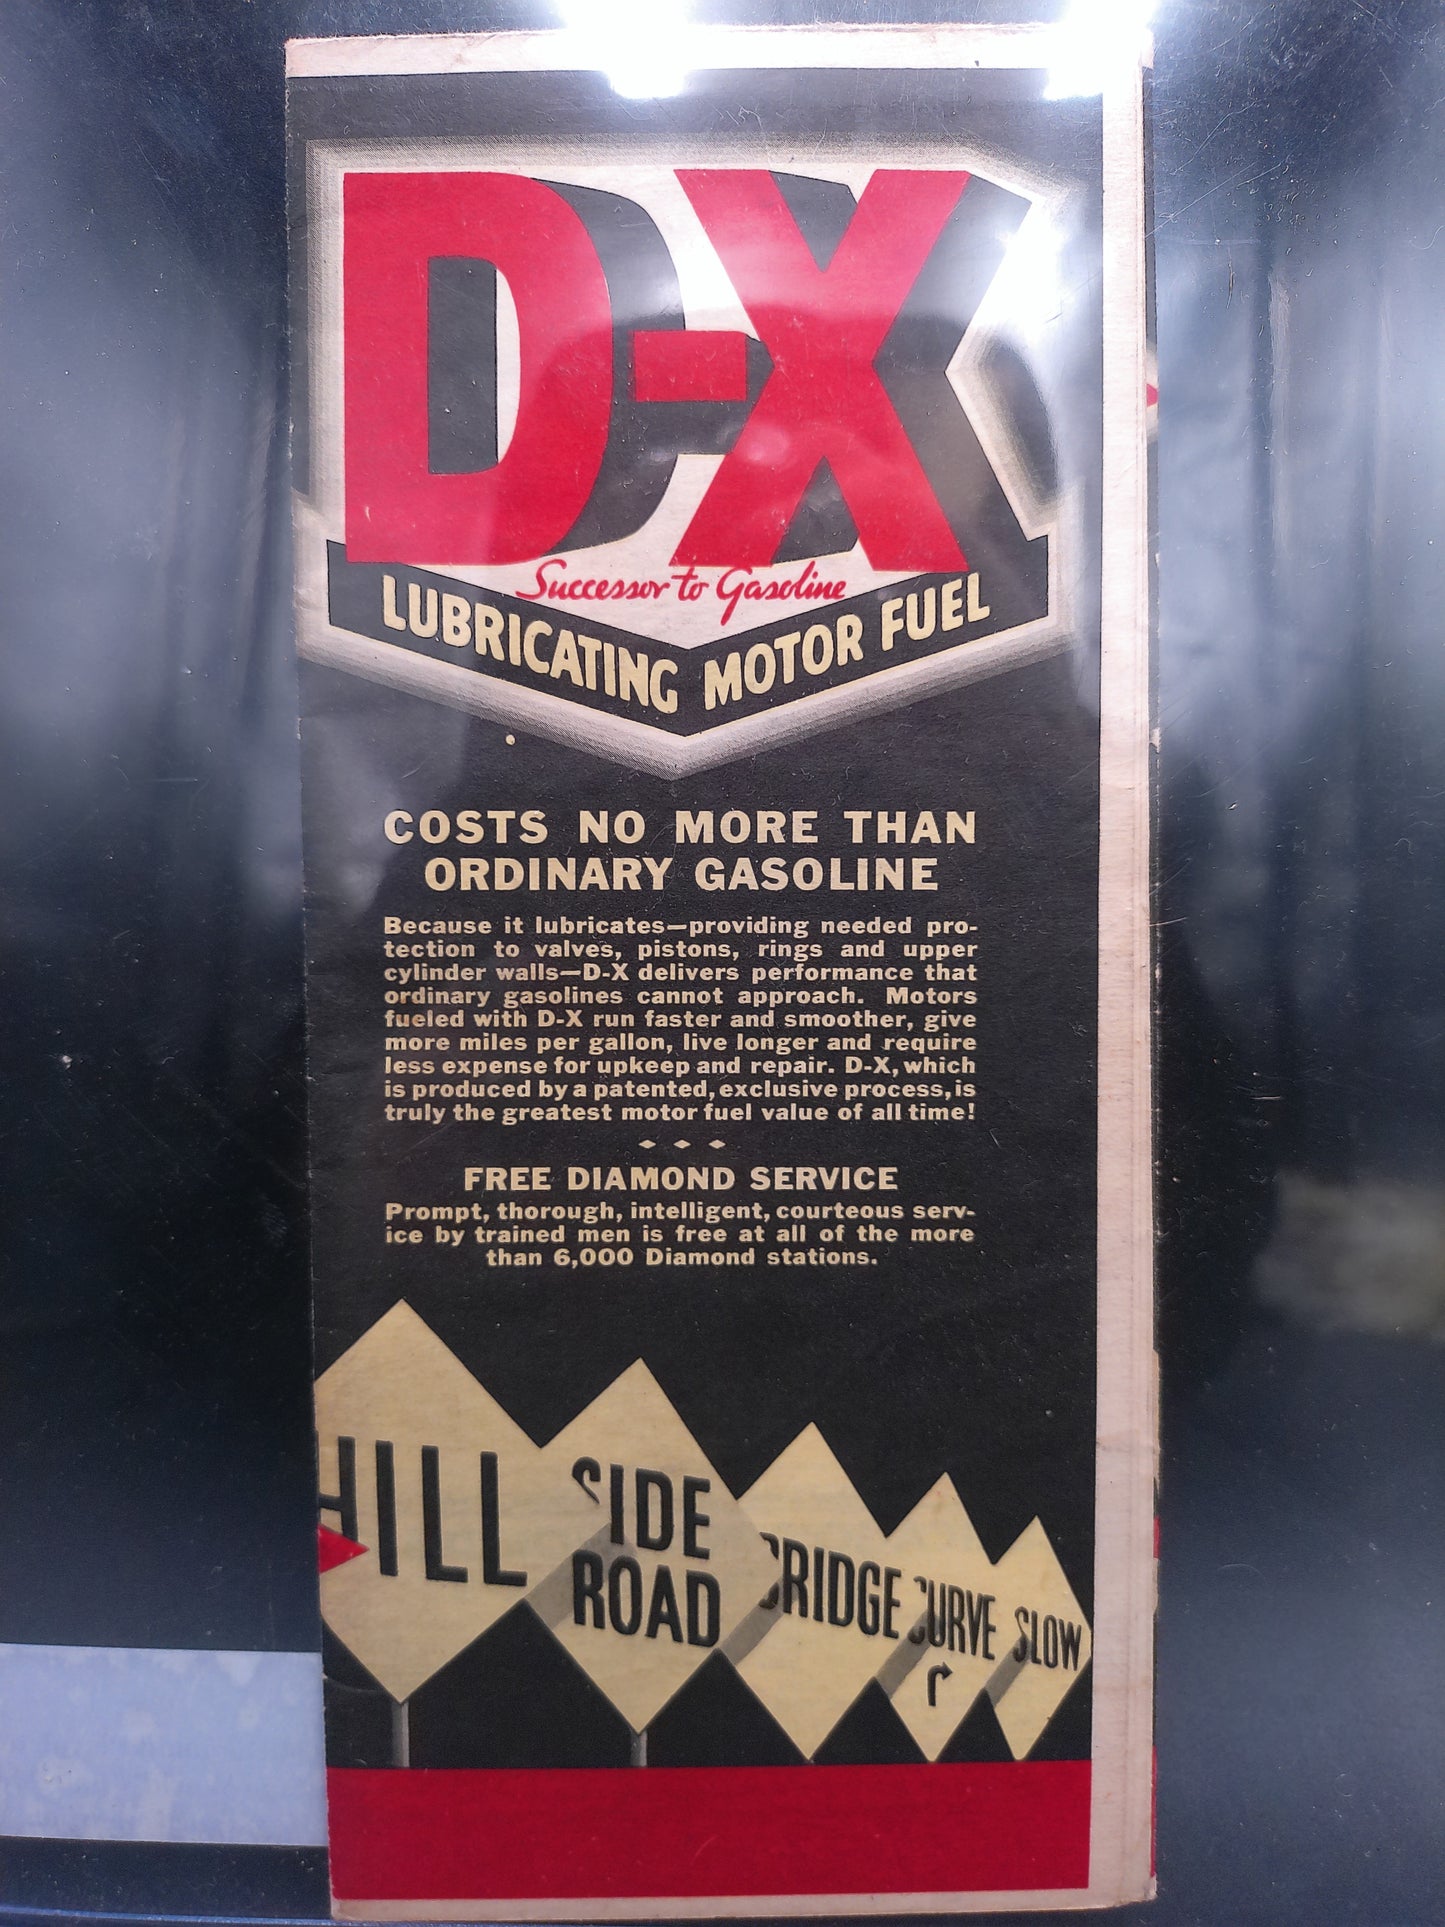 D-X
Successor to Gasoline
LUBRICATING MOTOR FUEL
COSTS NO MORE THAN
ORDINARY GASOLINE
Because it lubricates—providing needed pro-
tection to valves, pistons, rings and upper
cylinder walls—D-X delivers performance that
ordinary gasolines cannot approach. Motors
fueled with D-X run faster and smoother, give
more miles per gallon, live longer and require
less expense for upkeep and repair. D-X, which
is produced by a patented, exclusive process, is
truly the greatest motor fuel value of all time!
FREE DIAMOND SERVICE
Prompt, thorough, intelligent, courteous serv-
ice by trained men is free at all of the more
than 6,000 Diamond stations.
HILL
SIDE
ROAD
BRIDGE
CURVE
SLOW